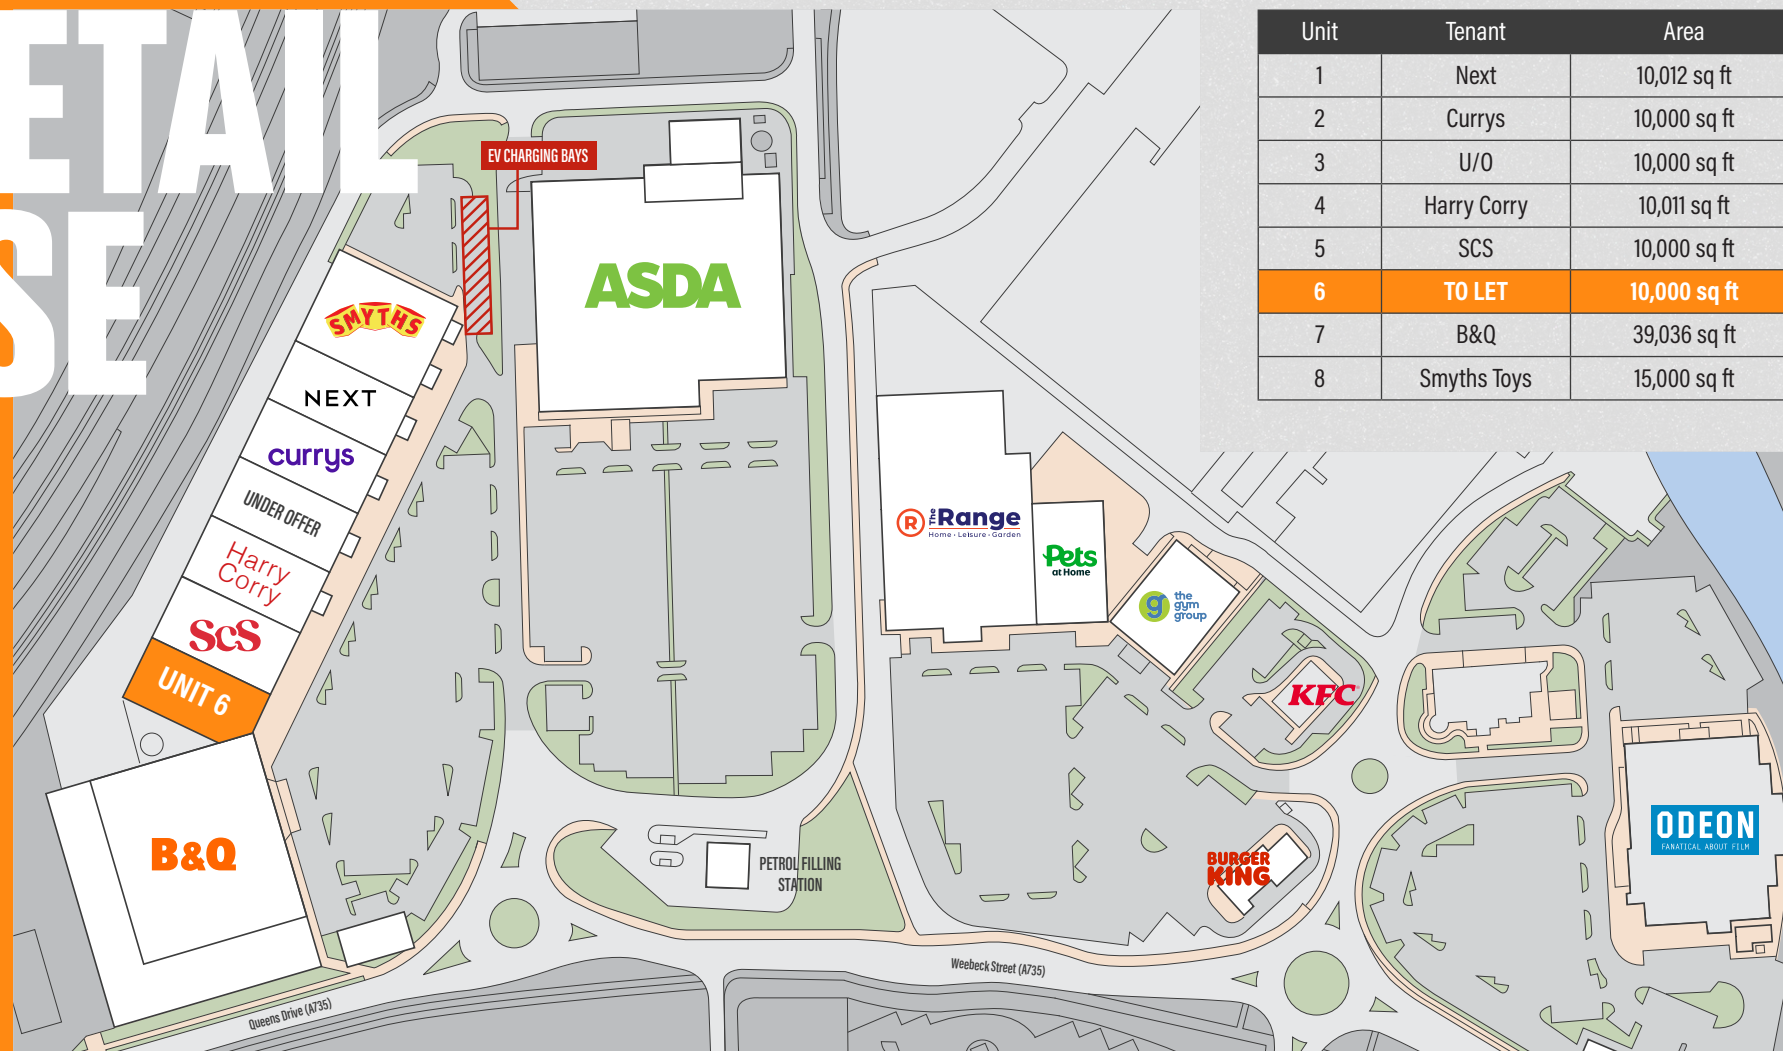 ETAIL
SE
Unit Tenant Area
1 Next 10,012 sq ft
2 Currys 10,000 sq ft
3 U/O 10,000 sq ft
4 Harry Corry 10,011 sq ft
5 SCS 10,000 sq ft
6 TO LET 10,000 sq ft
7 B&Q 39,036 sq ft
8 Smyths Toys 15,000 sq ft
EV CHARGING BAYS
ASDA
SMYTHS
NEXT
currys
UNDER OFFER
Harry
Corry
ScS
UNIT 6
B&Q
R The Range
Home • Leisure • Garden
Pets
at Home
g the
gym
group
KFC
BURGER
KING
ODEON
FANATICAL ABOUT FILM
PETROL FILLING
STATION
Weebeck Street (A735)
Queens Drive (A735)